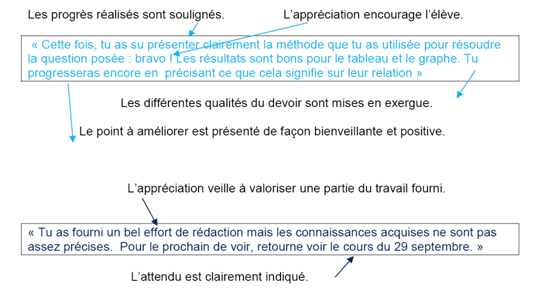 Les progrès réalisés sont soulignés. L’appréciation encourage l’élève.
« Cette fois, tu as su présenter clairement la méthode que tu as utilisée pour résoudre
la question posée : bravo ! Les résultats sont bons pour le tableau et le graphe. Tu
progresseras encore en précisant ce que cela signifie sur leur relation »
Les différentes qualités du devoir sont mises en exergue.
Le point à améliorer est présenté de façon bienveillante et positive.
L’appréciation veille à valoriser une partie du travail fourni.
« Tu as fourni un bel effort de rédaction mais les connaissances acquises ne sont pas
assez précises. Pour le prochain de voir, retourne voir le cours du 29 septembre. »
L’attendu est clairement indiqué.